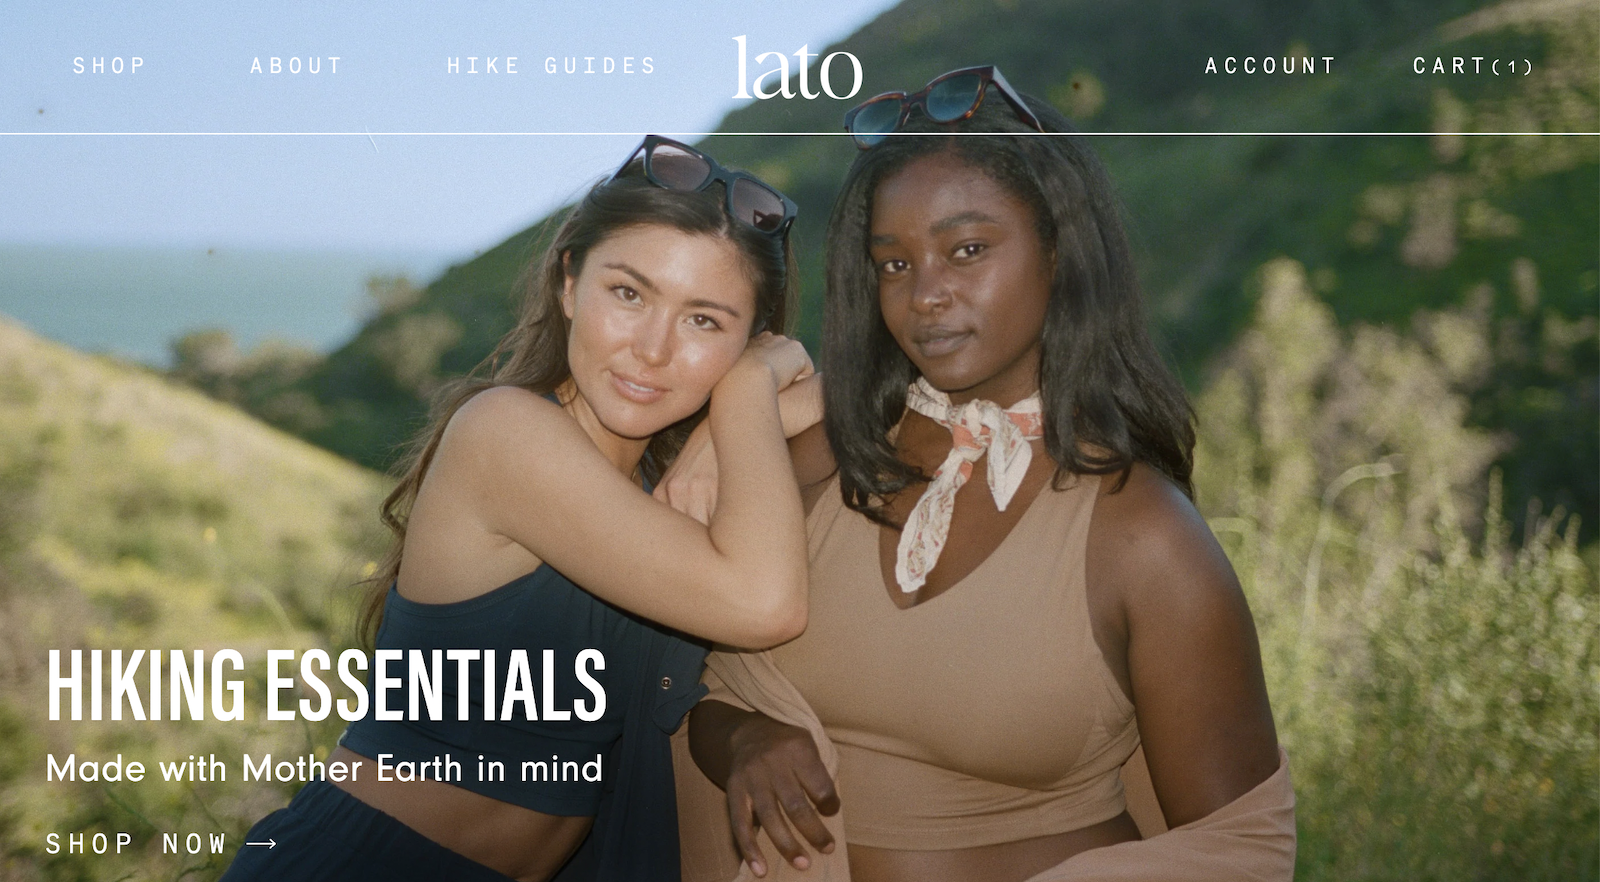 SHOP ABOUT HIKE GUIDES lato ACCOUNT CART(1)
HIKING ESSENTIALS
Made with Mother Earth in mind
SHOP NOW →